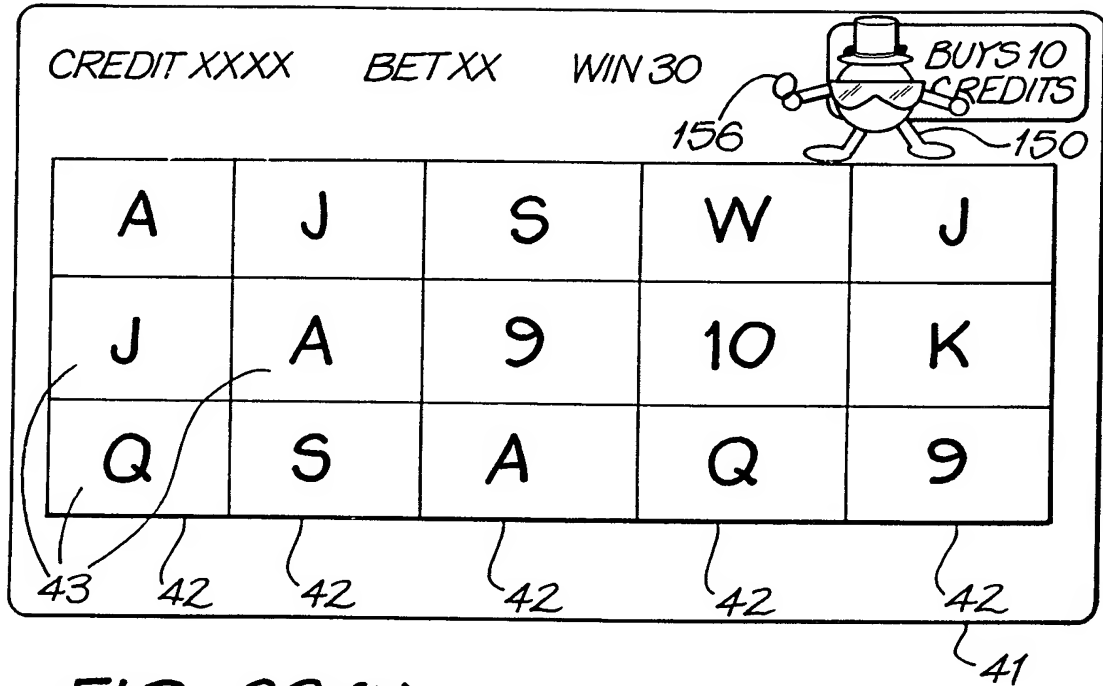 CREDIT XXXX BET XX WIN 30 BUYS 10
CREDITS
156 150
A J S W J
J A 9 10 K
Q S A Q 9
43 42 42 42 42 42
41